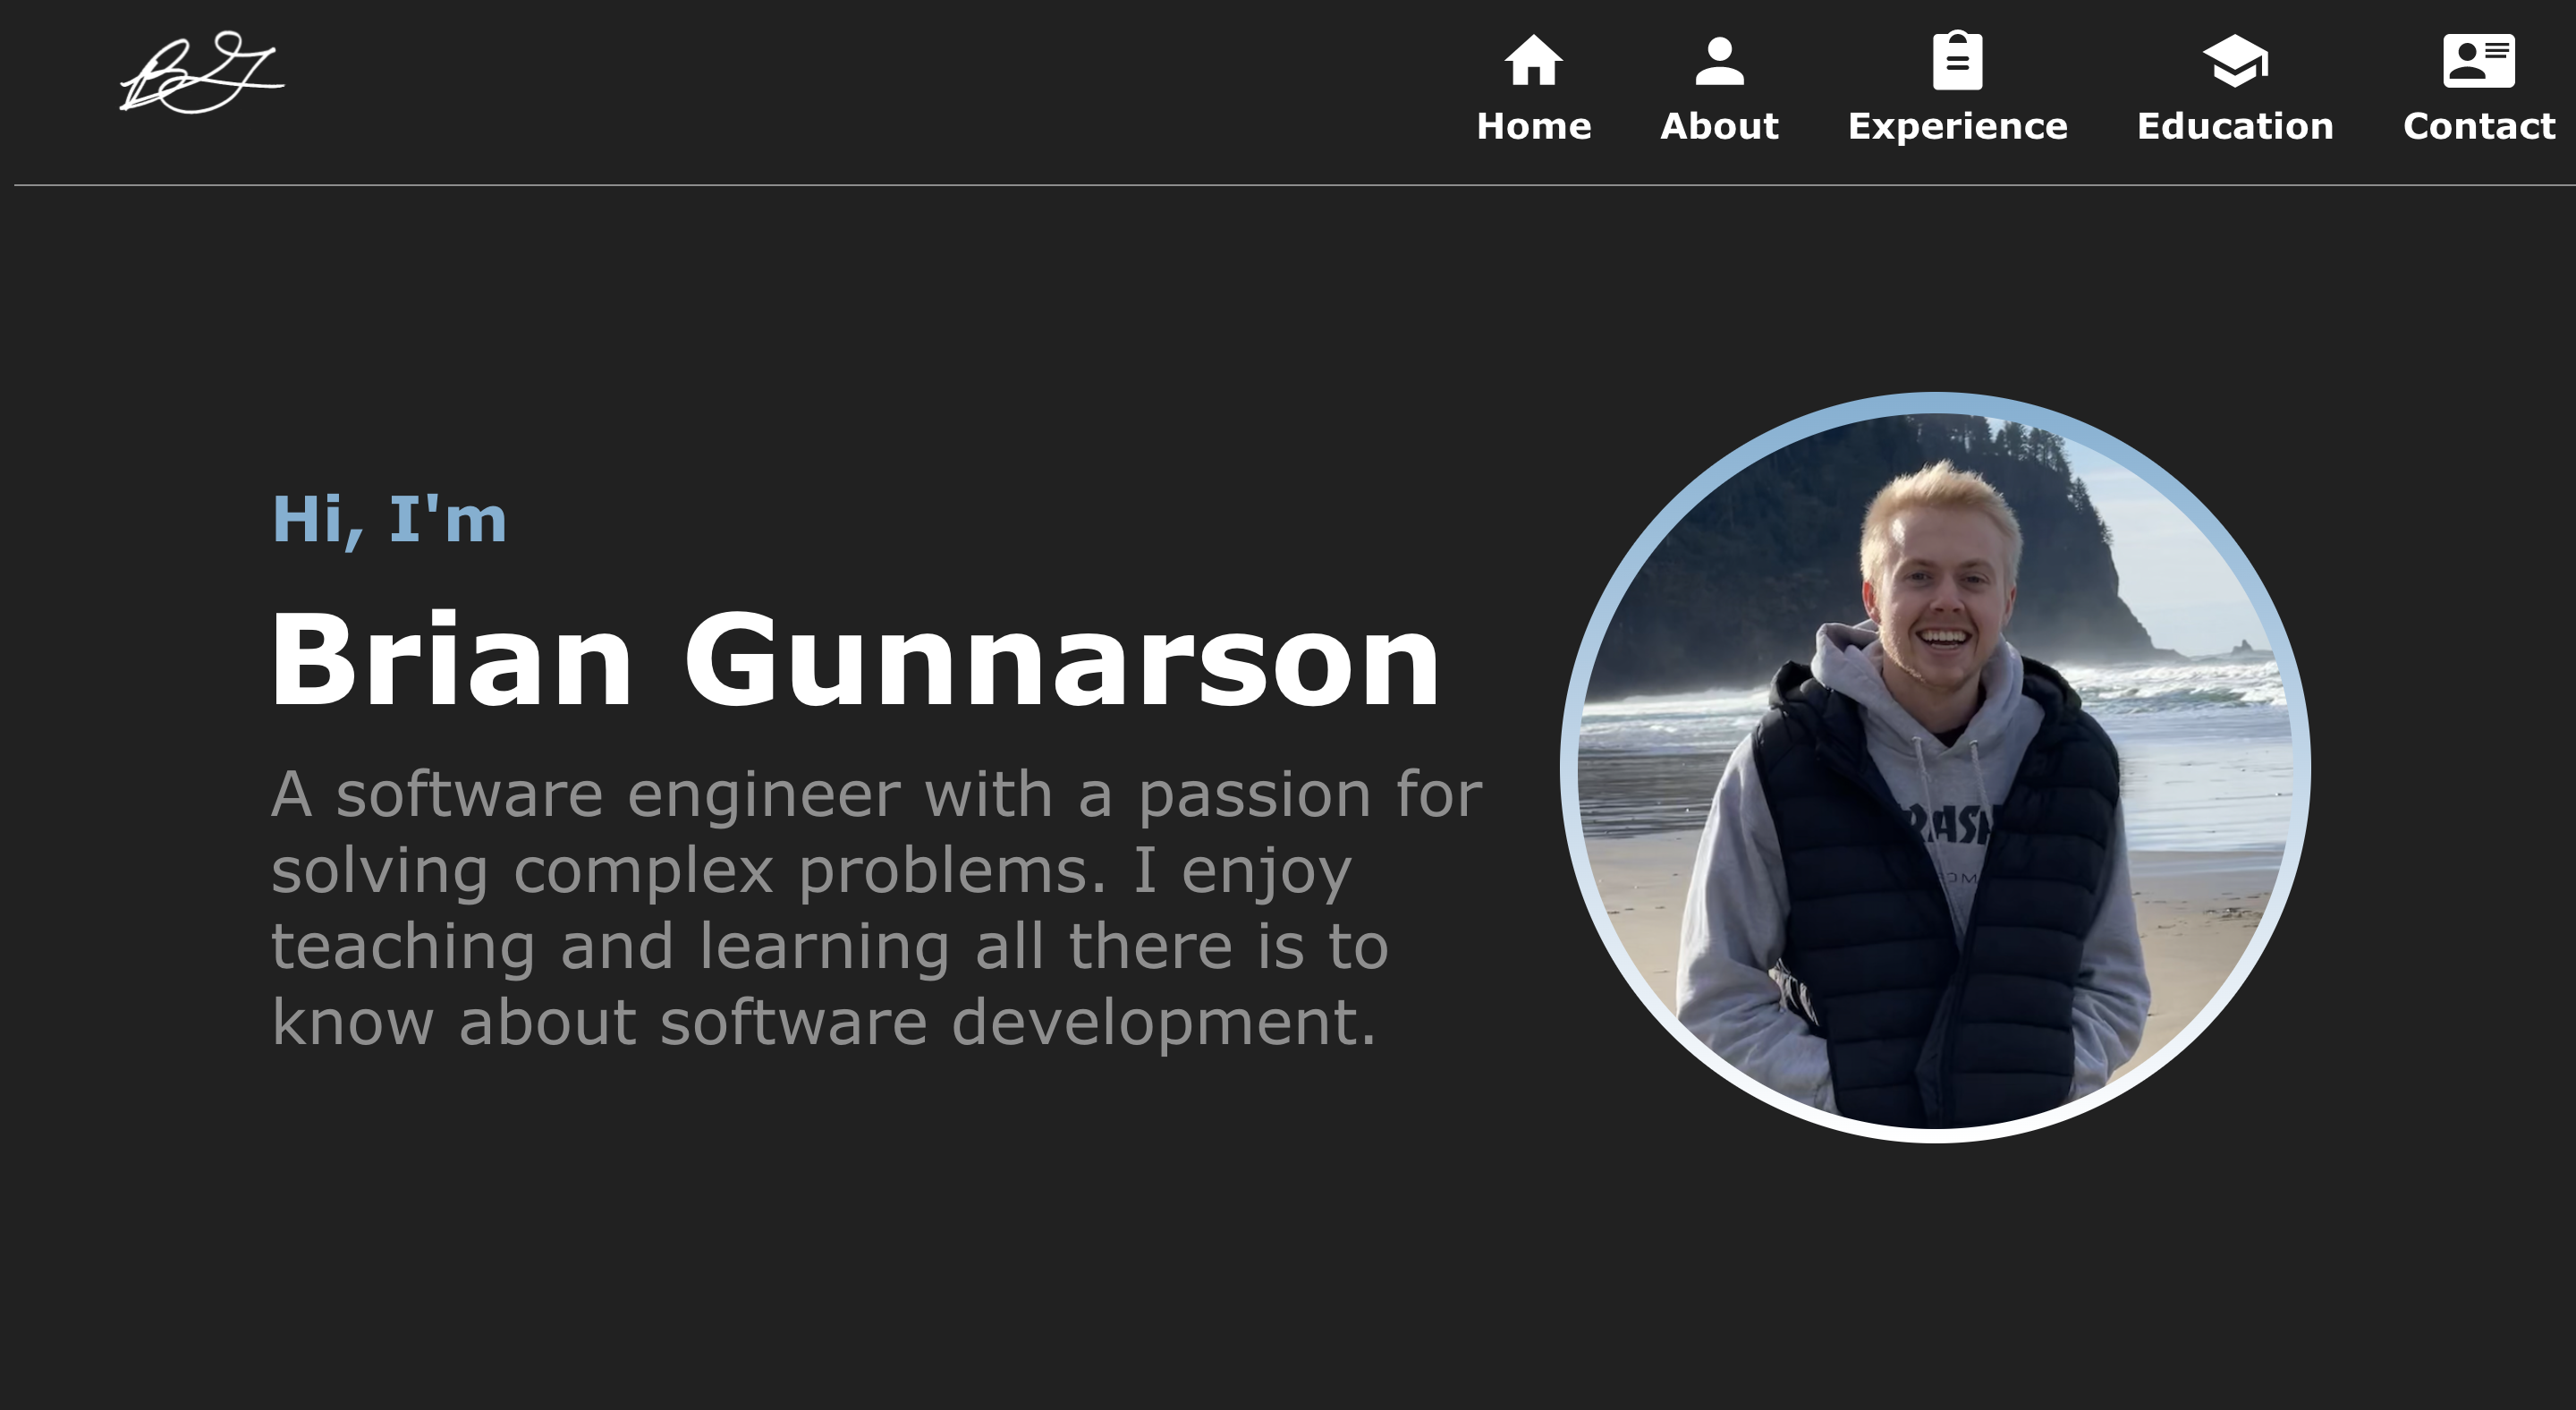 BG
Home
About
Experience
Education
Contact
Hi, I'm
Brian Gunnarson
A software engineer with a passion for
solving complex problems. I enjoy
teaching and learning all there is to
know about software development.
RASH